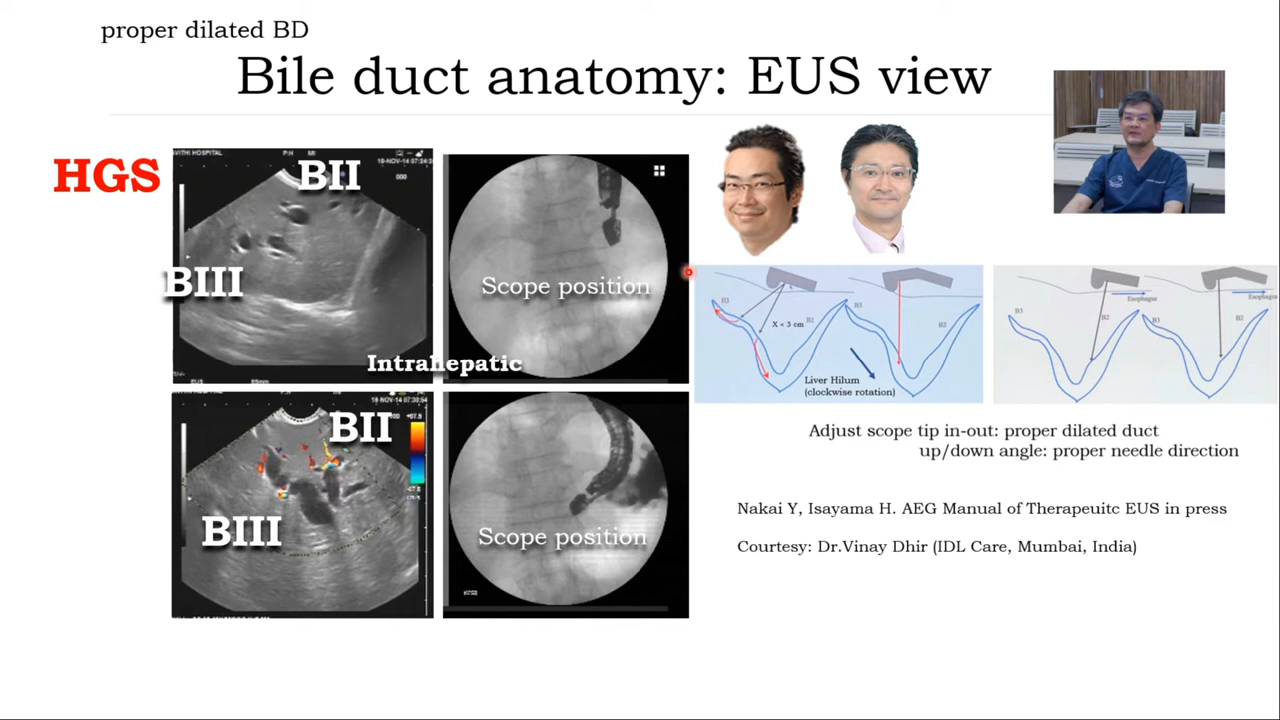 proper dilated BD
Bile duct anatomy: EUS view
HGS
BII
BIII
Scope position
Intrahepatic
BII
BIII
Scope position
B3
X < 3 cm
B2
Liver Hilum
(clockwise rotation)
B2
B3
B2
Esophagus
B3
B2
Esophagus
Adjust scope tip in-out: proper dilated duct
up/down angle: proper needle direction
Nakai Y, Isayama H. AEG Manual of Therapeuitc EUS in press
Courtesy: Dr.Vinay Dhir (IDL Care, Mumbai, India)